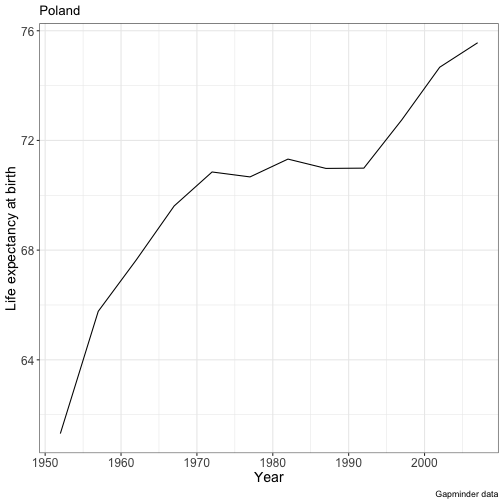 Poland
76
72
68
64
Life expectancy at birth
1950 1960 1970 1980 1990 2000
Year
Gapminder data